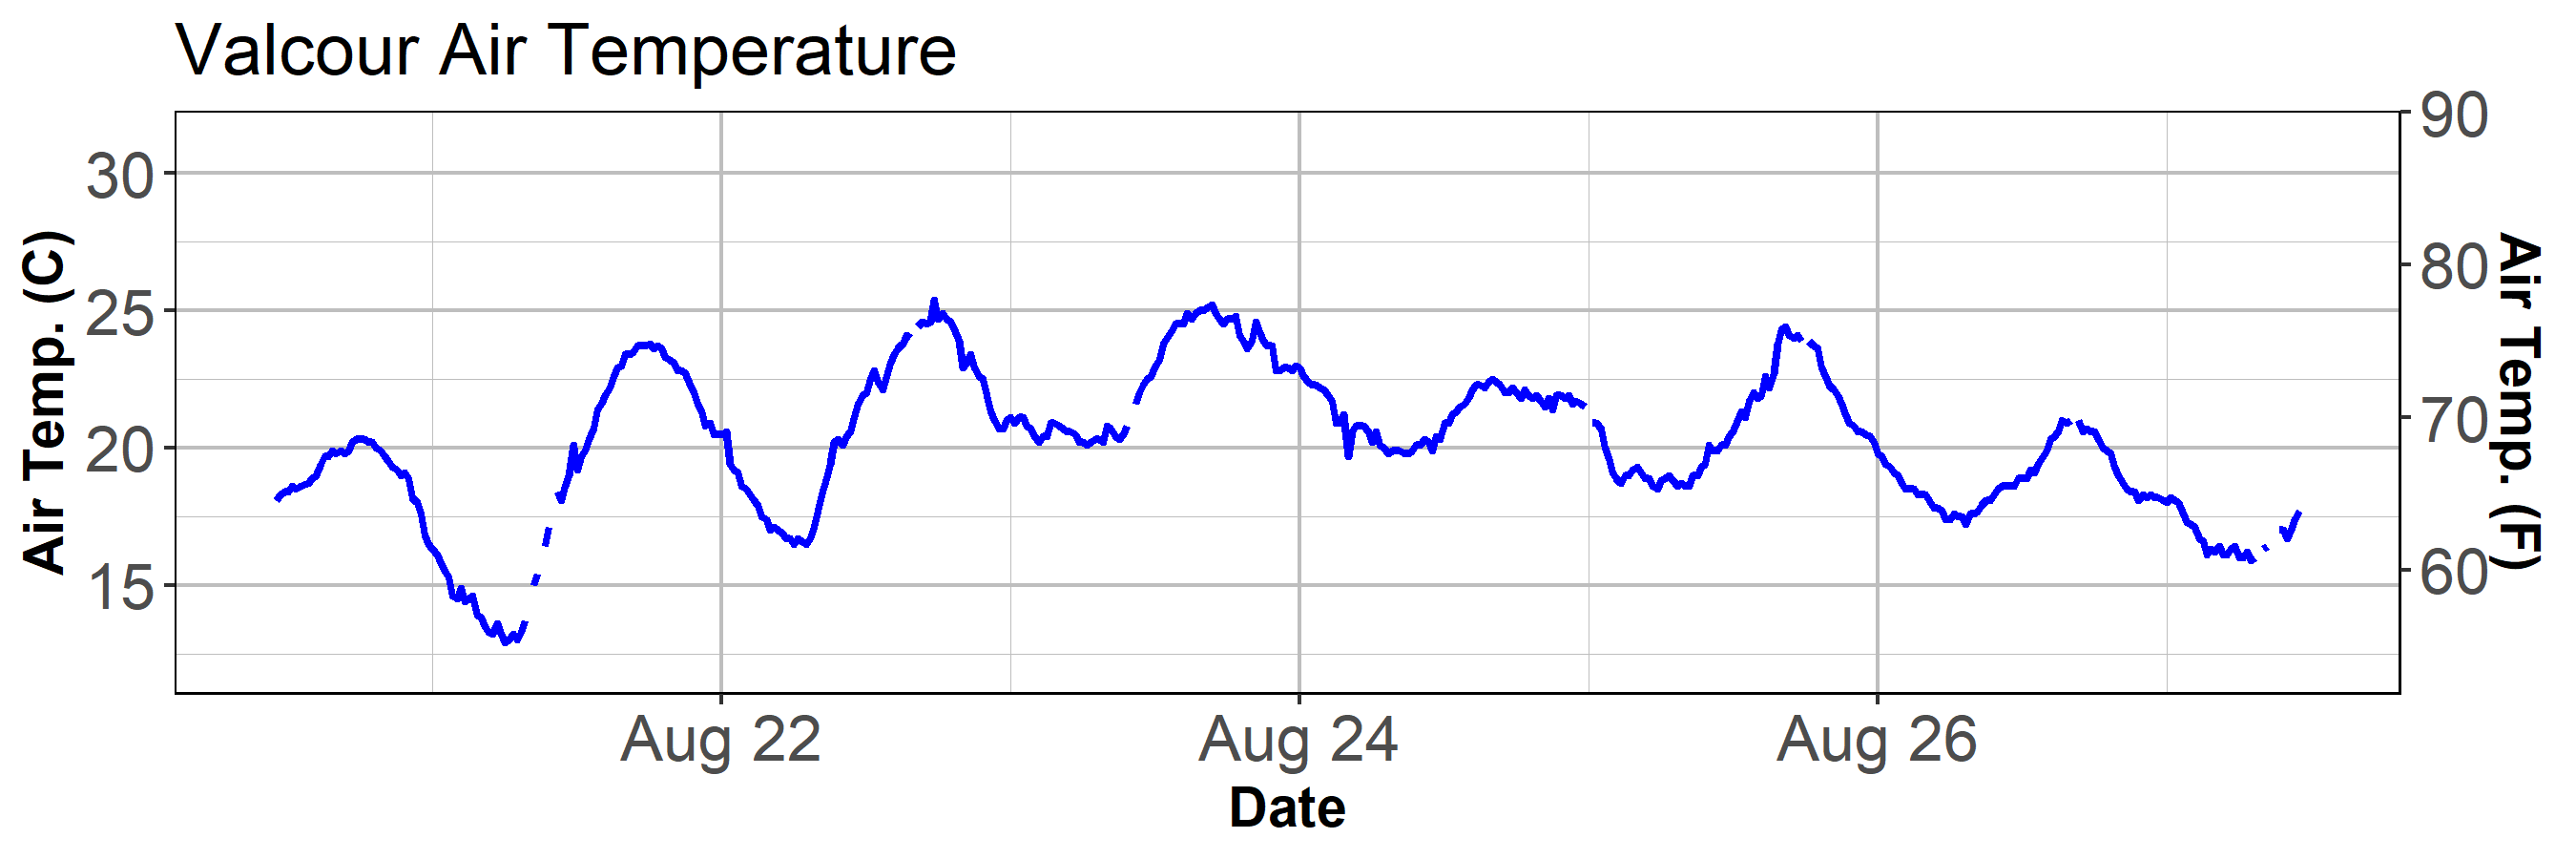 Valcour Air Temperature
Air Temp. (C)
30
25
20
15
90
80
70
60
Air Temp. (F)
Aug 22
Aug 24
Aug 26
Date